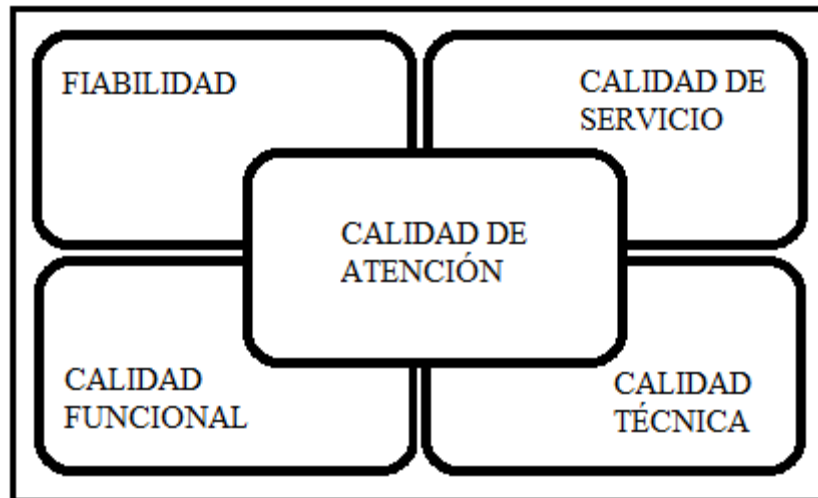 FIABILIDAD
CALIDAD DE
SERVICIO
CALIDAD DE
ATENCIÓN
CALIDAD
FUNCIONAL
CALIDAD
TÉCNICA